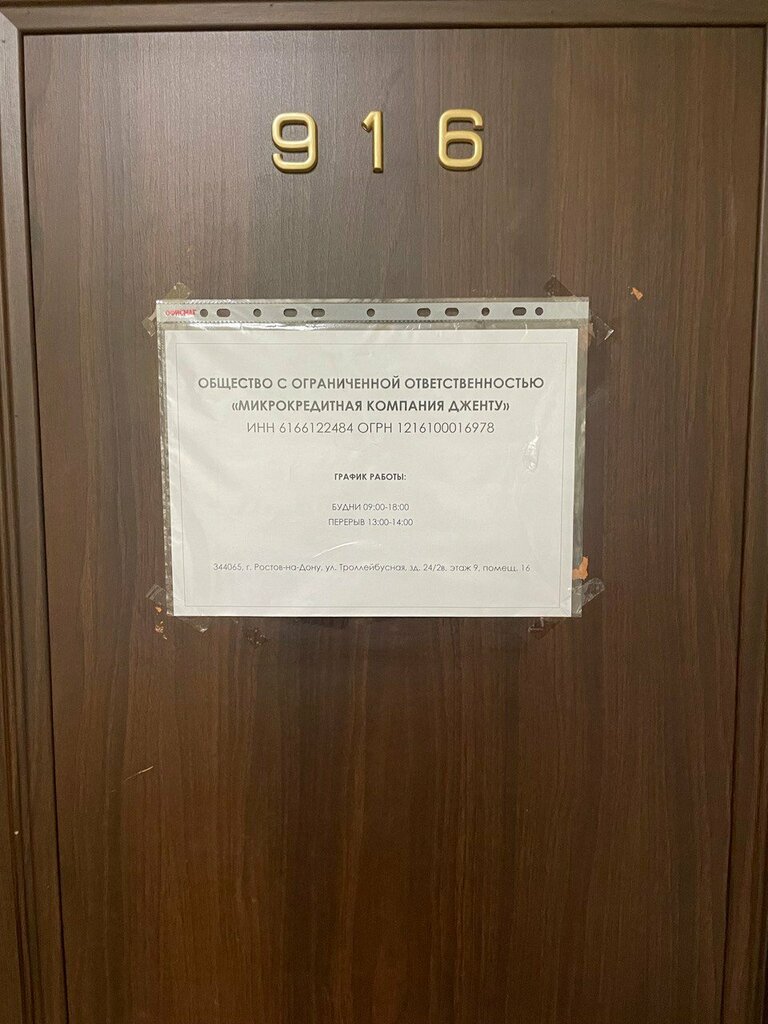 916
ОФИСМАГ
ОБЩЕСТВО С ОГРАНИЧЕННОЙ ОТВЕТСТВЕННОСТЬЮ
«МИКРОКРЕДИТНАЯ КОМПАНИЯ ДЖЕНТУ»
ИНН 6166122484 ОГРН 1216100016978
ГРАФИК РАБОТЫ:
БУДНИ 09:00-18:00
ПЕРЕРЫВ 13:00-14:00
344065, г. Ростов-на-Дону, ул. Троллейбусная, зд. 24/2в, этаж 9, помещ. 16